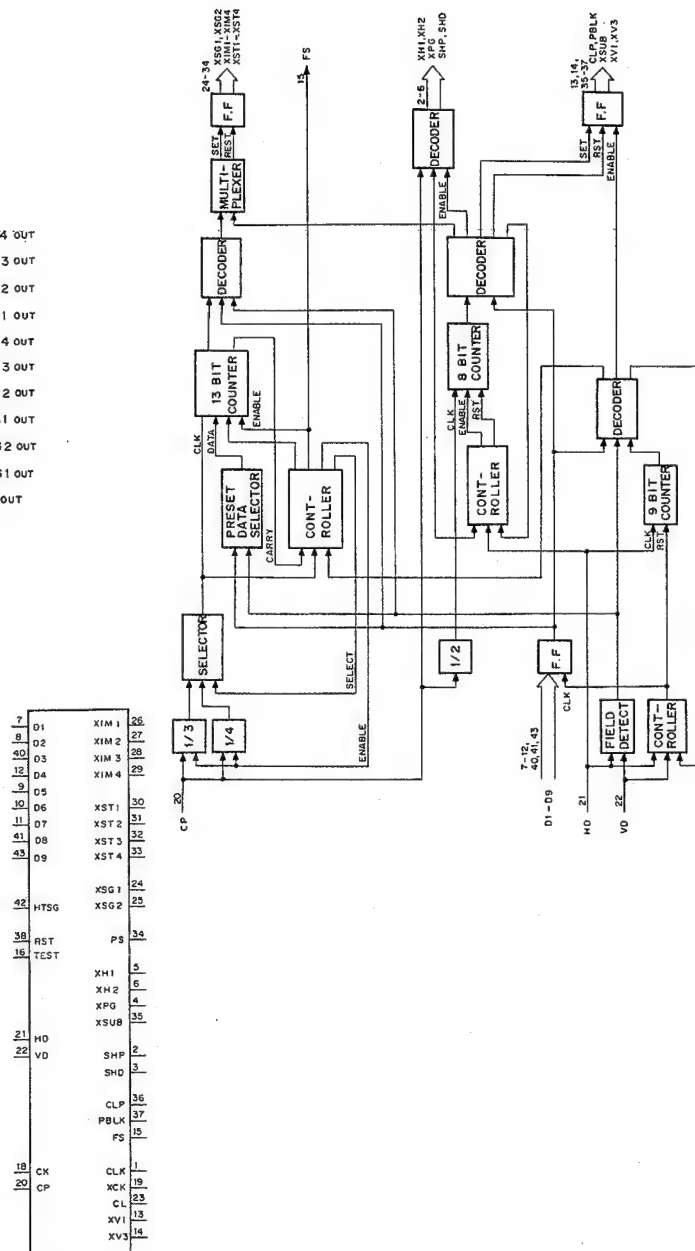 4 OUT
3 OUT
2 OUT
1 OUT
4 OUT
3 OUT
2 OUT
1 OUT
2 OUT
1 OUT
OUT
7 D1
8 D2
40 D3
12 D4
9 D5
10 D6
11 D7
41 D8
43 D9
42 HTSG
38 RST
16 TEST
21 HD
22 VD
18 CK
20 CP
XIM1 26
XIM2 27
XIM3 28
XIM4 29
XST1 30
XST2 31
XST3 32
XST4 33
XSG1 24
XSG2 25
PS 34
XH1 5
XH2 6
XPG 4
XSUB 35
SHP 2
SHD 3
CLP 36
PBLK 37
FS 15
CLK 1
XCK 19
CL 23
XV1 13
XV3 14
24-34
XSG1, XSG2
XIM1-XIM4
XST1-XST4
F.F
SET
REST
MULTI-
PLEXER
DECODER
13 BIT
COUNTER
CLK
DATA
ENABLE
CARRY
PRESET
DATA
SELECTOR
CONT-
ROLLER
15
FS
SELECTOR
SELECT
ENABLE
1/3
1/4
20
CP
2-6
XH1, XH2
XPG
SHP, SHD
DECODER
ENABLE
DECODER
8 BIT
COUNTER
CLK
ENABLE
RST
CONT-
ROLLER
1/2
13, 14,
35-37
CLP, PBLK
XSUB
XV1, XV3
F.F
SET
RST
ENABLE
DECODER
9 BIT
COUNTER
CLK
RST
F.F
CLK
7-12,
40, 41, 43
D1-D9
FIELD
DETECT
CONT-
ROLLER
21
HD
22
VD